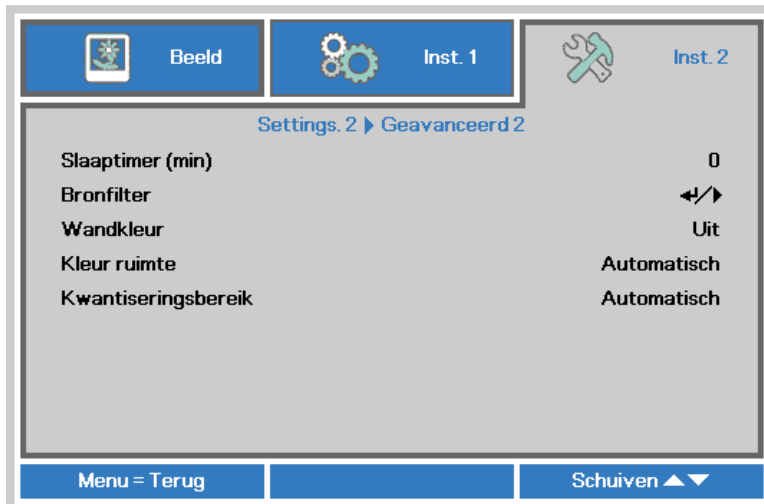 Beeld
Inst. 1
Inst. 2
Settings. 2 ▶ Geavanceerd 2
Slaaptimer (min) 0
Bronfilter ↵/▶
Wandkleur Uit
Kleur ruimte Automatisch
Kwantiseringsbereik Automatisch
Menu = Terug
Schuiven ▲▼